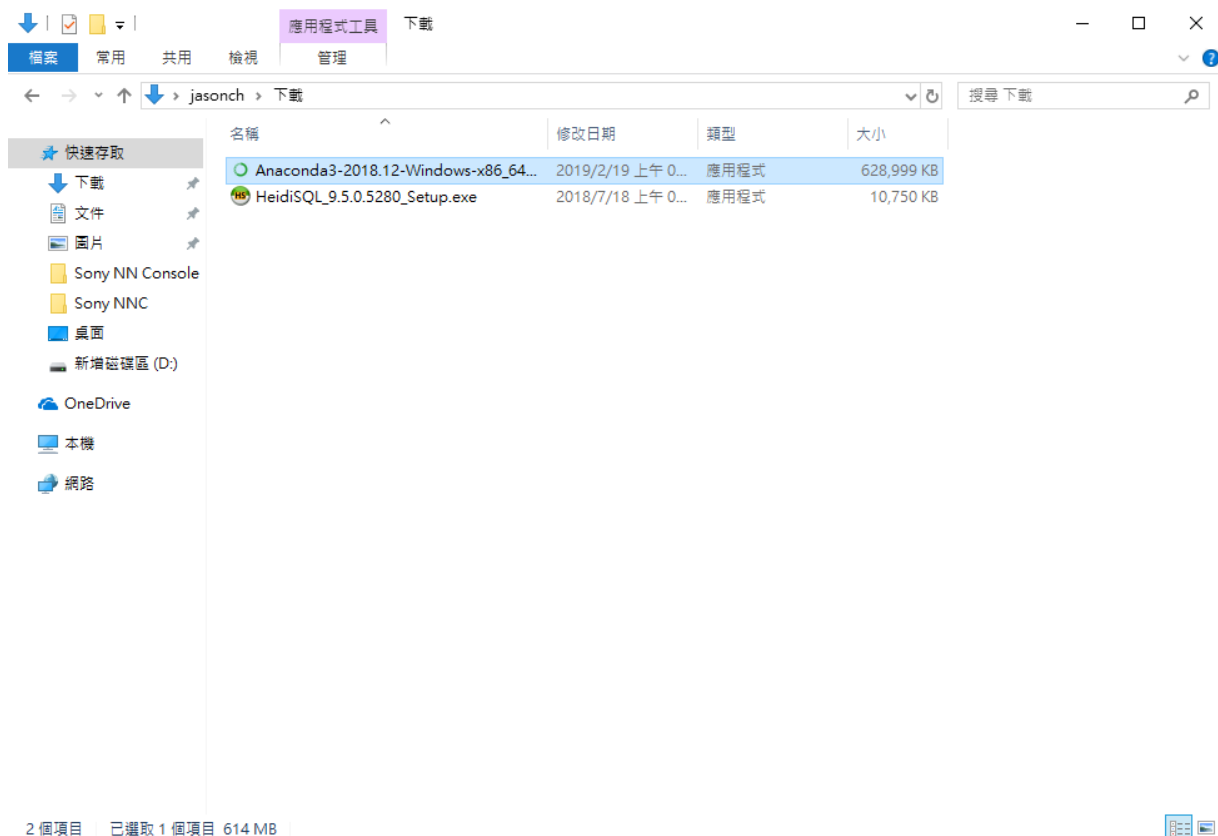 應用程式工具 下載
檔案 常用 共用 檢視 管理
jasonch 下載 搜尋 下載
名稱 修改日期 類型 大小
快速存取
下載
文件
圖片
Sony NN Console
Sony NNC
桌面
新增磁碟區 (D:)
OneDrive
本機
網路
Anaconda3-2018.12-Windows-x86_64... 2019/2/19 上午 0... 應用程式 628,999 KB
HeidiSQL_9.5.0.5280_Setup.exe 2018/7/18 上午 0... 應用程式 10,750 KB
2 個項目 已選取 1 個項目 614 MB